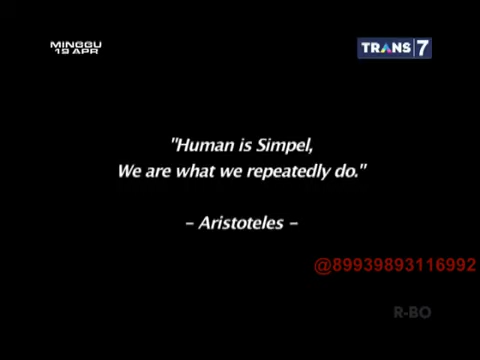 MINGGU
19 APR
TRANS 7
"Human is Simpel,
We are what we repeatedly do."
– Aristoteles –
@89939893116992
R-BO